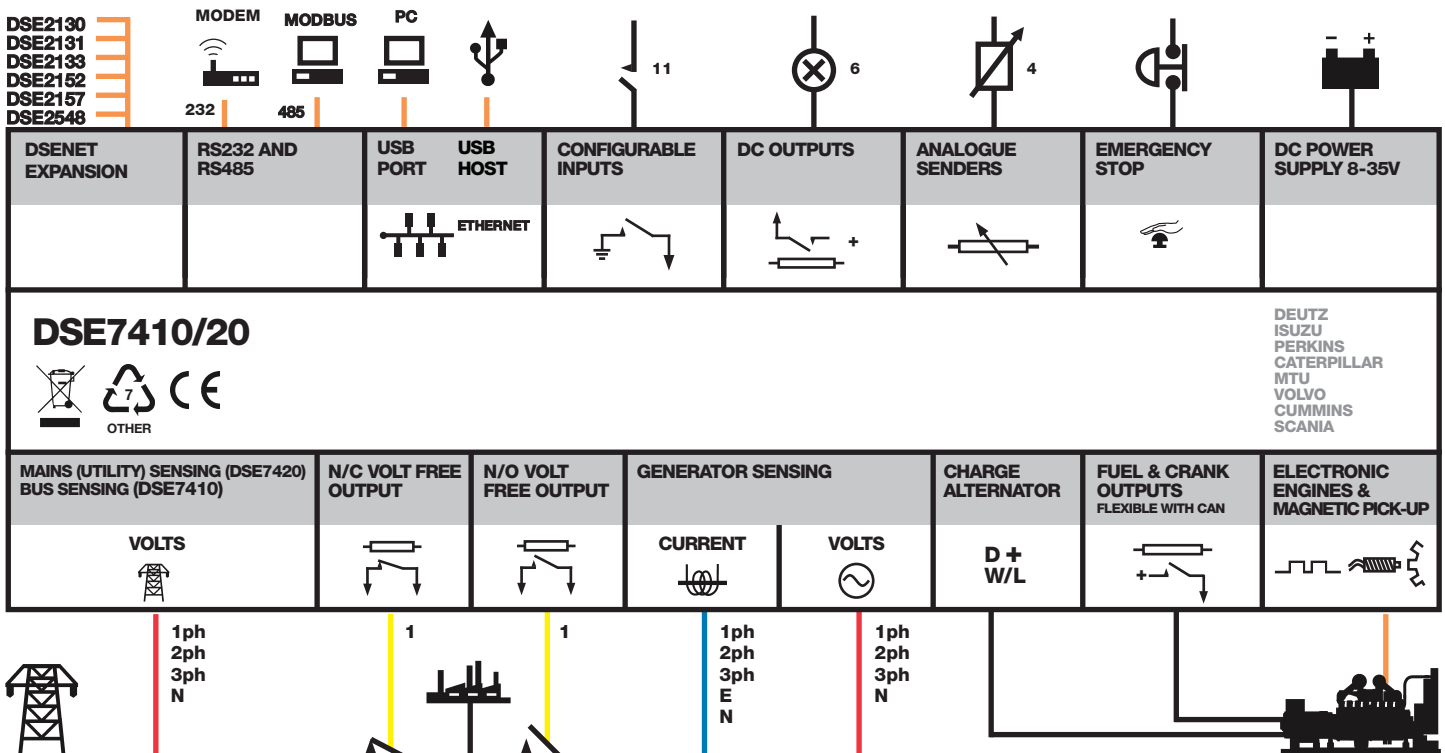 DSE2130
DSE2131
DSE2133
DSE2152
DSE2157
DSE2548
MODEM
232
MODBUS
485
PC
11
6
4
- +
DSENET
EXPANSION
RS232 AND
RS485
USB
PORT
USB
HOST
CONFIGURABLE
INPUTS
DC OUTPUTS
ANALOGUE
SENDERS
EMERGENCY
STOP
DC POWER
SUPPLY 8-35V
ETHERNET
+
DSE7410/20
7
OTHER
CE
DEUTZ
ISUZU
PERKINS
CATERPILLAR
MTU
VOLVO
CUMMINS
SCANIA
MAINS (UTILITY) SENSING (DSE7420)
BUS SENSING (DSE7410)
N/C VOLT FREE
OUTPUT
N/O VOLT
FREE OUTPUT
GENERATOR SENSING
CHARGE
ALTERNATOR
FUEL & CRANK
OUTPUTS
FLEXIBLE WITH CAN
ELECTRONIC
ENGINES &
MAGNETIC PICK-UP
VOLTS
CURRENT
VOLTS
D +
W/L
+
1ph
2ph
3ph
N
1
1
1ph
2ph
3ph
E
N
1ph
2ph
3ph
N